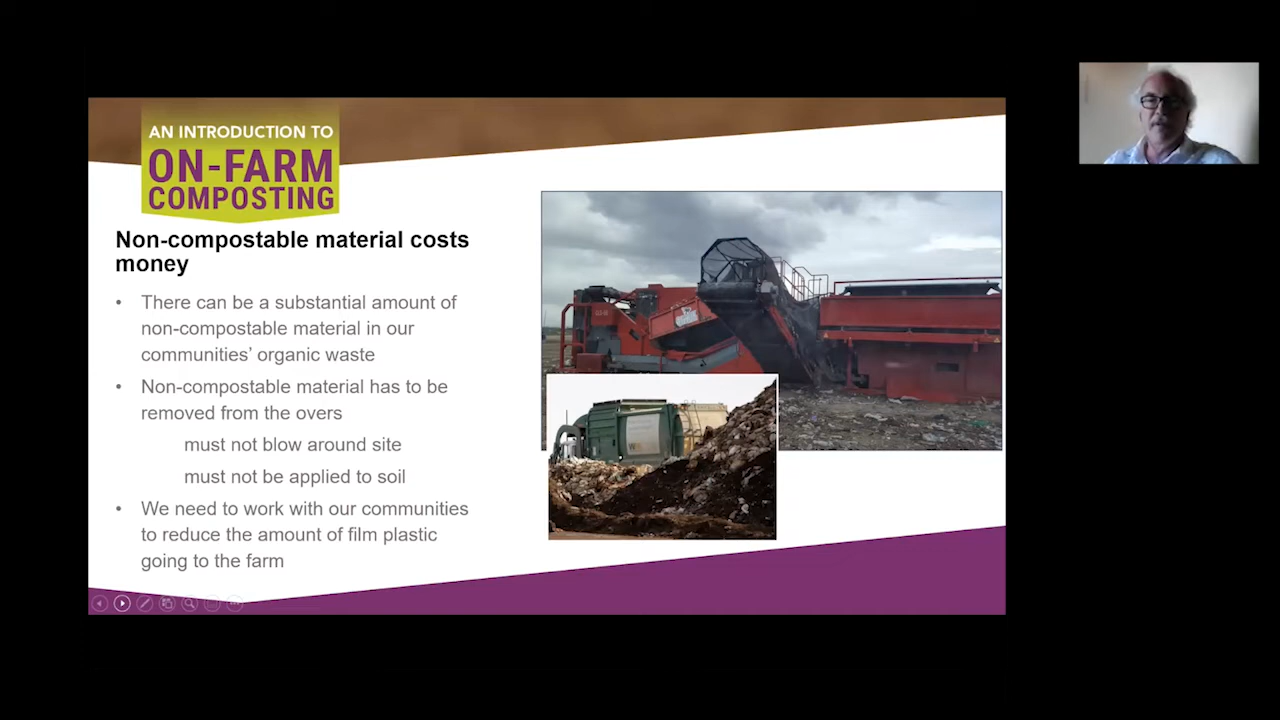 AN INTRODUCTION TO
ON-FARM
COMPOSTING
Non-compostable material costs
money
• There can be a substantial amount of
non-compostable material in our
communities’ organic waste
• Non-compostable material has to be
removed from the overs
must not blow around site
must not be applied to soil
• We need to work with our communities
to reduce the amount of film plastic
going to the farm